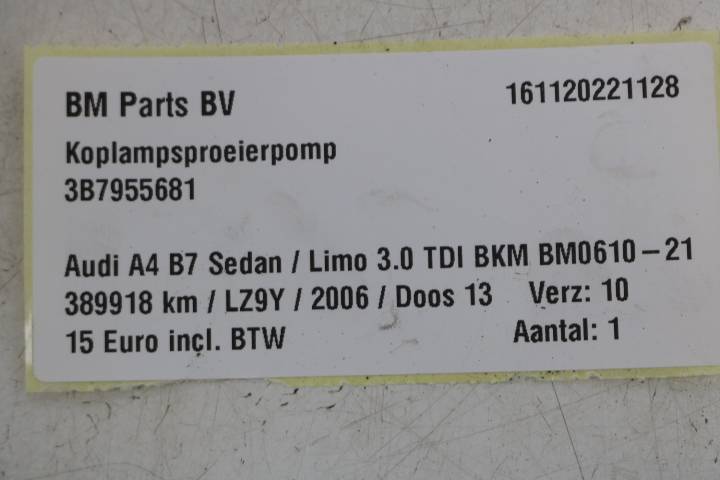 BM Parts BV 161120221128
Koplampsproeierpomp
3B7955681
Audi A4 B7 Sedan / Limo 3.0 TDI BKM BM0610-21
389918 km / LZ9Y / 2006 / Doos 13 Verz: 10
15 Euro incl. BTW Aantal: 1